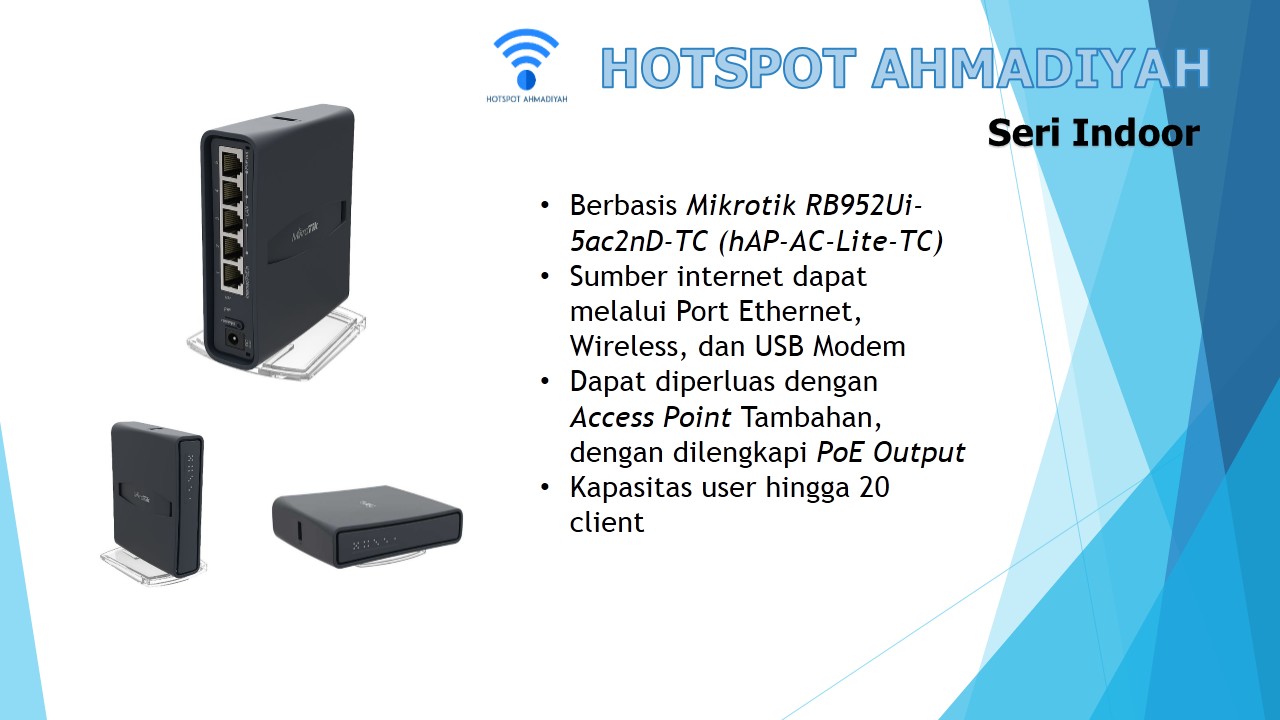 HOTSPOT AHMADIYAH
HOTSPOT AHMADIYAH
Seri Indoor
• Berbasis Mikrotik RB952Ui-
5ac2nD-TC (hAP-AC-Lite-TC)
• Sumber internet dapat
melalui Port Ethernet,
Wireless, dan USB Modem
• Dapat diperluas dengan
Access Point Tambahan,
dengan dilengkapi PoE Output
• Kapasitas user hingga 20
client
MikroTik